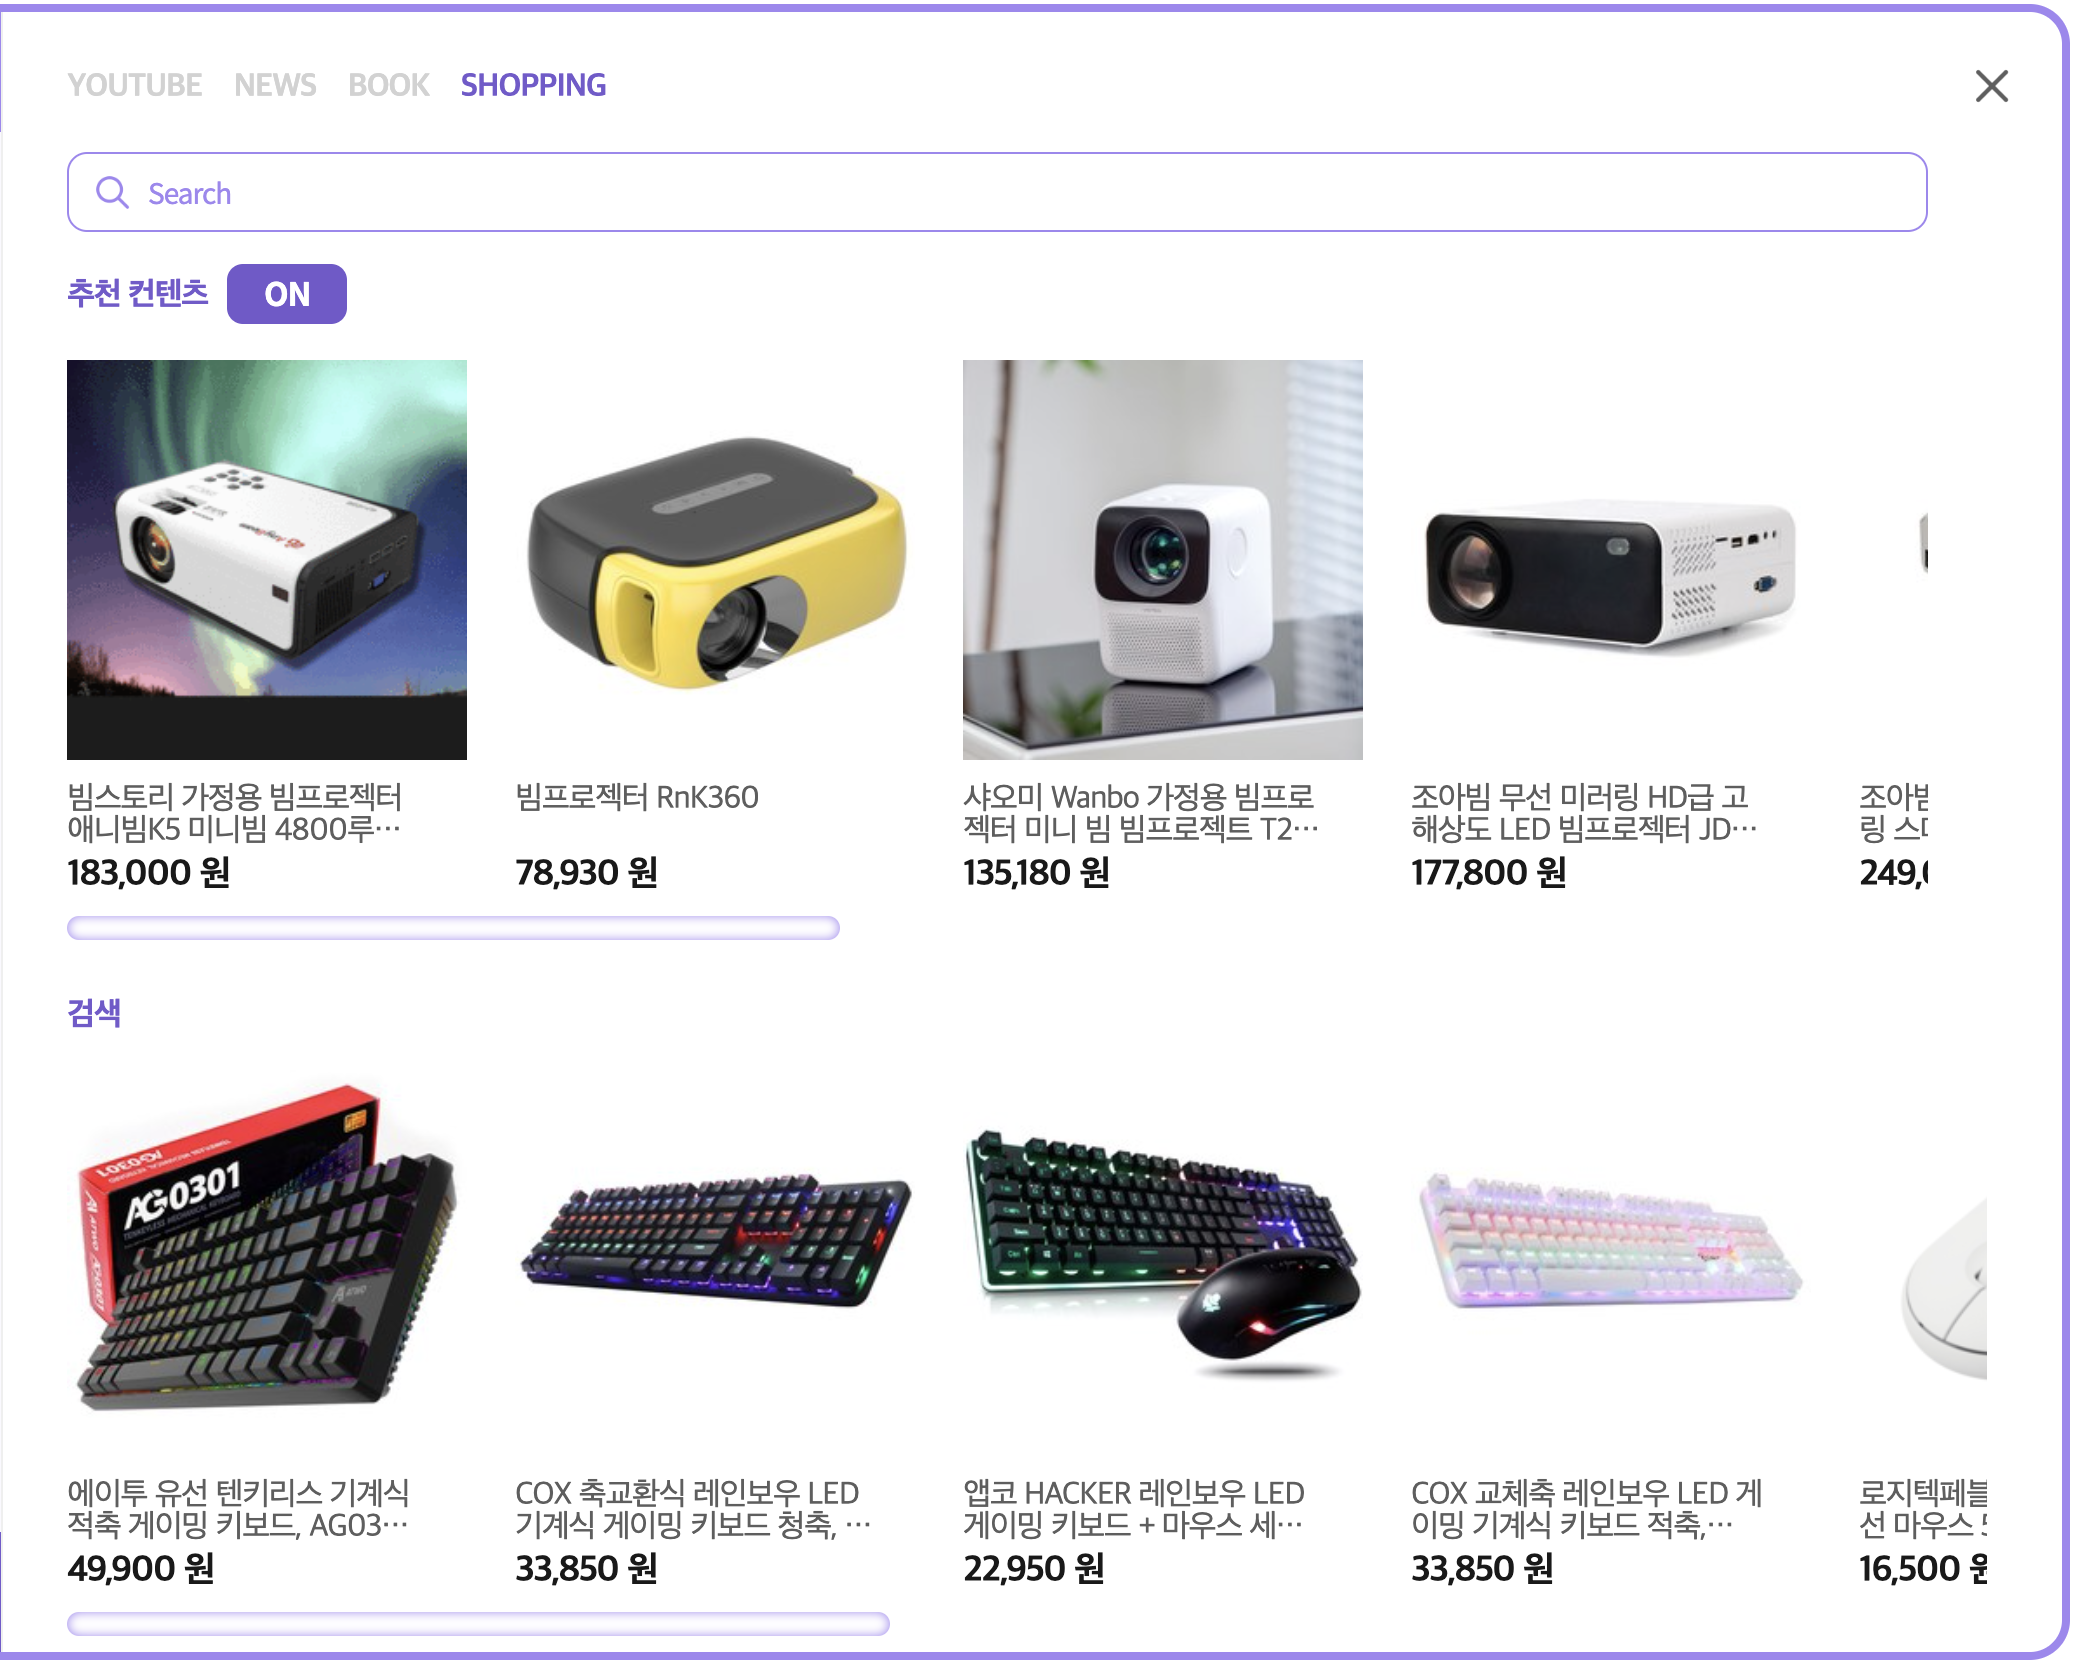 YOUTUBE NEWS BOOK SHOPPING
Search
추천 컨텐츠 ON
빔스토리 가정용 빔프로젝터
애니빔K5 미니빔 4800루…
183,000 원
빔프로젝터 RnK360
78,930 원
샤오미 Wanbo 가정용 빔프로
젝터 미니 빔 빔프로젝트 T2…
135,180 원
조아빔 무선 미러링 HD급 고
해상도 LED 빔프로젝터 JD…
177,800 원
조아빔
링
249,
검색
AG0301
TENKEYLESS MECHANICAL KEYBOARD
에이투 유선 텐키리스 기계식
적축 게이밍 키보드, AG03…
49,900 원
COX 축교환식 레인보우 LED
기계식 게이밍 키보드 청축, …
33,850 원
앱코 HACKER 레인보우 LED
게이밍 키보드 + 마우스 세…
22,950 원
COX 교체축 레인보우 LED 게
이밍 기계식 키보드 적축,…
33,850 원
로지텍페블
선 마우스
16,500 원